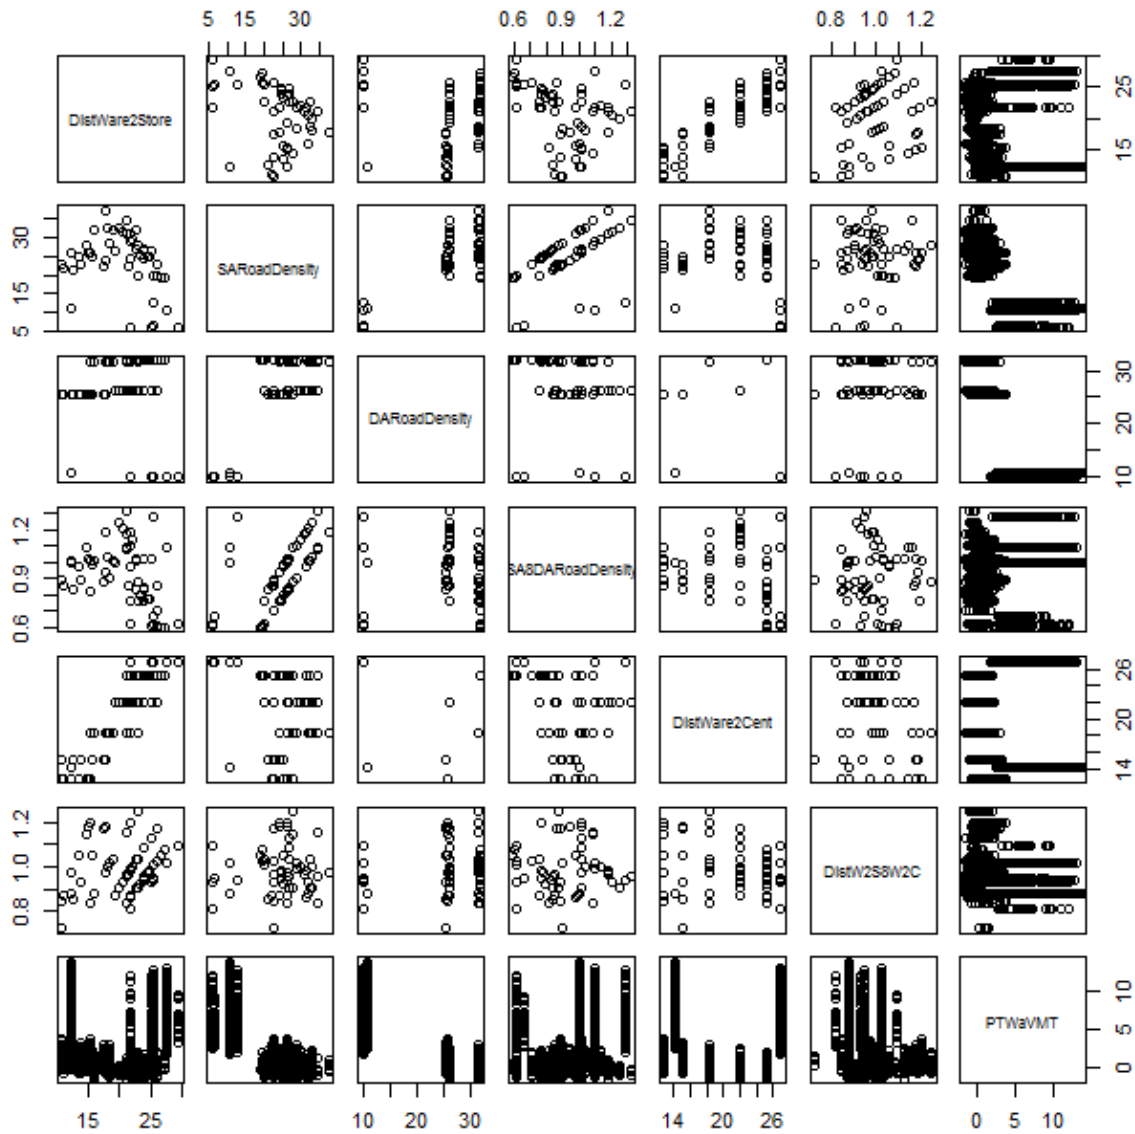 5 15 30 0.6 0.9 1.2 0.8 1.0 1.2
DistWare2Store
15 25
5 15 30
SARoadDensity
DARoadDensity
10 20 30
0.6 0.9 1.2
SA8DARoadDensity
DistWare2Cent
14 20 26
0.8 1.0 1.2
DistW2S8W2C
PTWaVMT
0 5 10
15 25 10 20 30 14 20 26 0 5 10